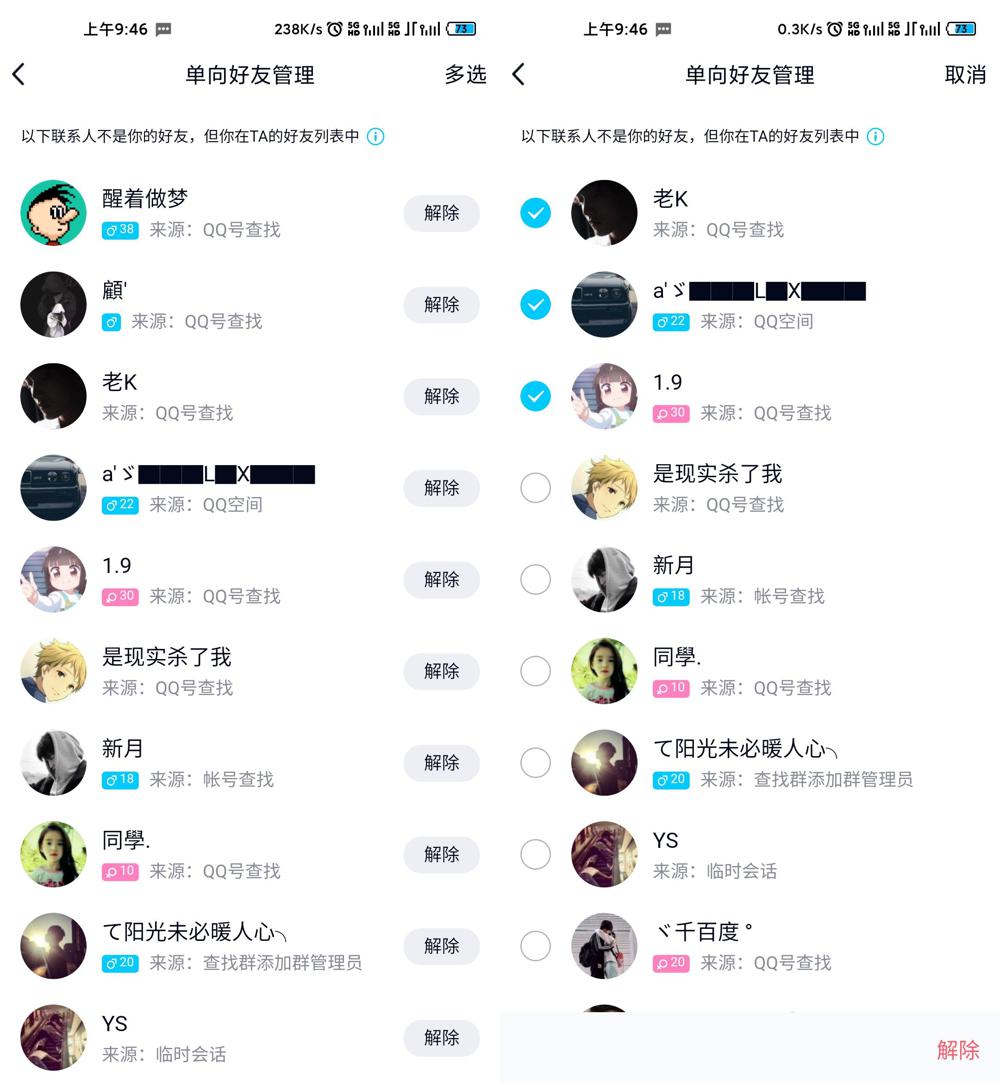 上午9:46
238K/s
73
单向好友管理
多选
以下联系人不是你的好友，但你在TA的好友列表中
醒着做梦
38 来源：QQ号查找
解除
顧'
来源：QQ号查找
解除
老K
来源：QQ号查找
解除
a'ゞ▇▇▇L▇X▇▇▇
22 来源：QQ空间
解除
1.9
30 来源：QQ号查找
解除
是现实杀了我
来源：QQ号查找
解除
新月
18 来源：帐号查找
解除
同學.
10 来源：QQ号查找
解除
て阳光未必暖人心╮
20 来源：查找群添加群管理员
解除
YS
来源：临时会话
解除
上午9:46
0.3K/s
73
单向好友管理
取消
以下联系人不是你的好友，但你在TA的好友列表中
老K
来源：QQ号查找
a'ゞ▇▇▇L▇X▇▇▇
22 来源：QQ空间
1.9
30 来源：QQ号查找
是现实杀了我
来源：QQ号查找
新月
18 来源：帐号查找
同學.
10 来源：QQ号查找
て阳光未必暖人心╮
20 来源：查找群添加群管理员
YS
来源：临时会话
ヾ千百度 °
20 来源：QQ号查找
解除